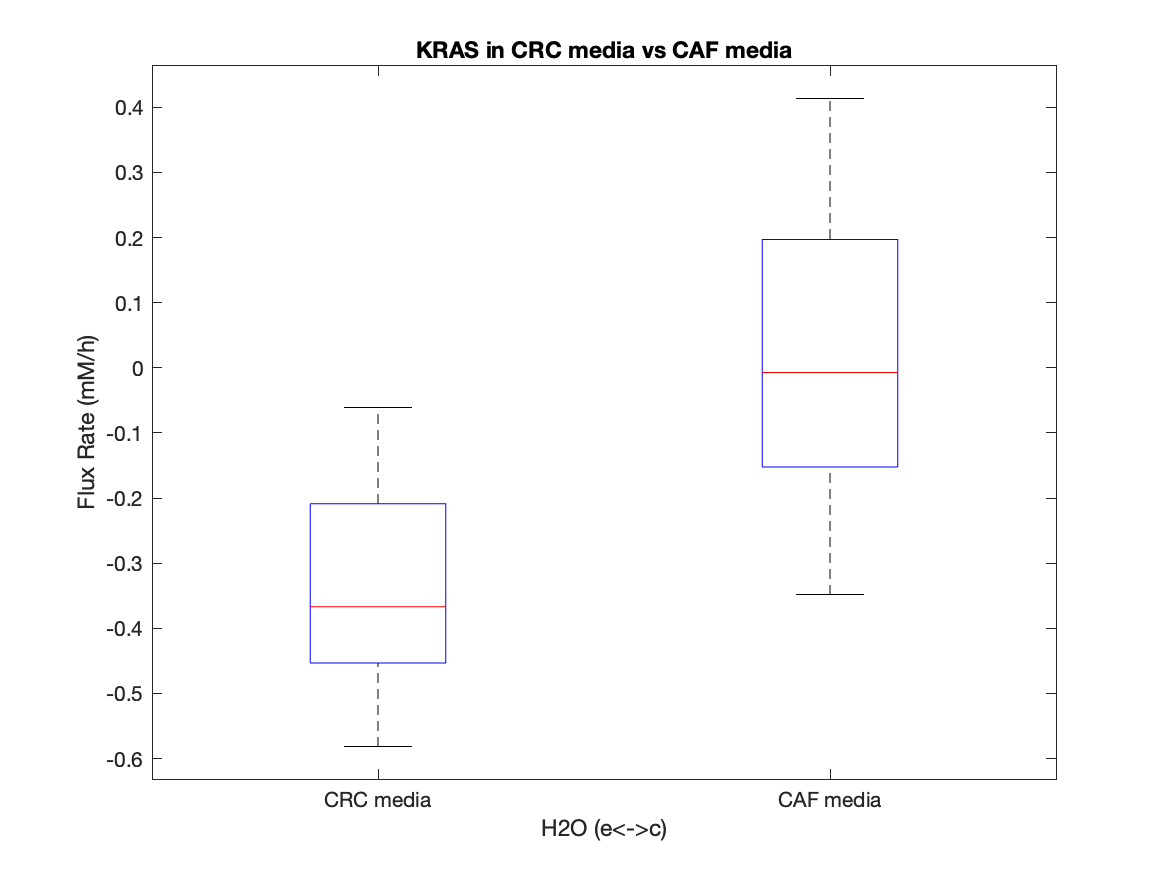 KRAS in CRC media vs CAF media
0.4
0.3
0.2
0.1
0
-0.1
-0.2
-0.3
-0.4
-0.5
-0.6
Flux Rate (mM/h)
CRC media
CAF media
H2O (e<->c)